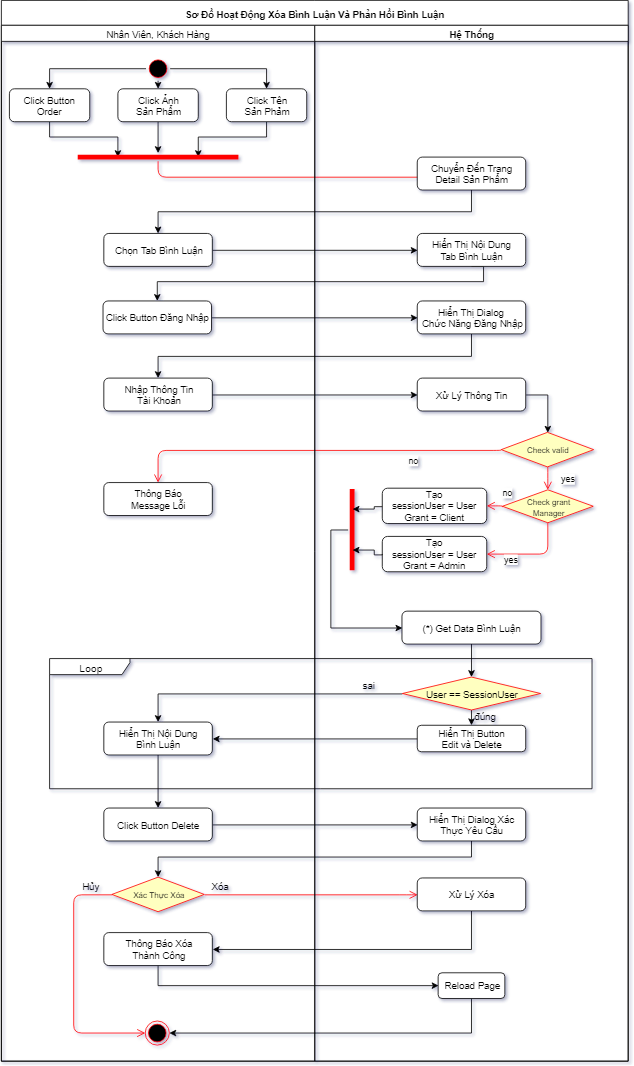 Sơ Đồ Hoạt Động Xóa Bình Luận Và Phản Hồi Bình Luận
Nhân Viên, Khách Hàng
Hệ Thống
Click Button
Order
Click Ảnh
Sản Phẩm
Click Tên
Sản Phẩm
Chuyển Đến Trang
Detail Sản Phẩm
Chọn Tab Bình Luận
Hiển Thị Nội Dung
Tab Bình Luận
Click Button Đăng Nhập
Hiển Thị Dialog
Chức Năng Đăng Nhập
Nhập Thông Tin
Tài Khoản
Xử Lý Thông Tin
Check valid
no
yes
Thông Báo
Message Lỗi
Tạo
sessionUser = User
Grant = Client
no
Check grant
Manager
Tạo
sessionUser = User
Grant = Admin
yes
(*) Get Data Bình Luận
Loop
sai
User == SessionUser
đúng
Hiển Thị Nội Dung
Bình Luận
Hiển Thị Button
Edit và Delete
Click Button Delete
Hiển Thị Dialog Xác
Thực Yêu Cầu
Hủy
Xác Thực Xóa
Xóa
Xử Lý Xóa
Thông Báo Xóa
Thành Công
Reload Page